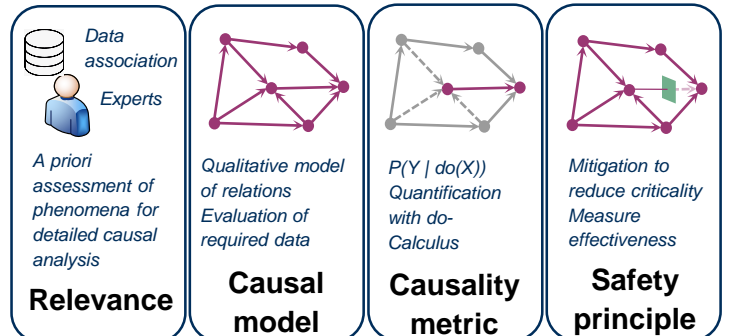 Data
association
Experts
A priori
assessment of
phenomena for
detailed causal
analysis
Relevance
Qualitative model
of relations
Evaluation of
required data
Causal
model
P(Y | do(X))
Quantification
with do-
Calculus
Causality
metric
Mitigation to
reduce criticality
Measure
effectiveness
Safety
principle